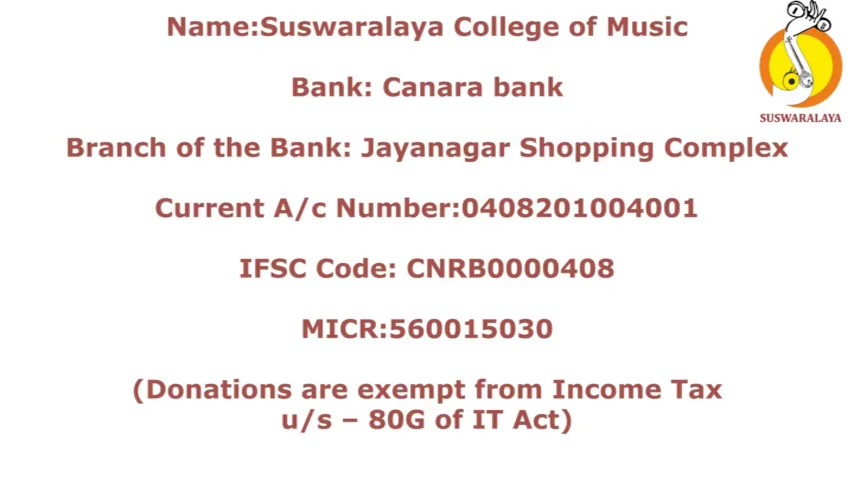 Name:Suswaralaya College of Music
SUSWARALAYA
Bank: Canara bank
Branch of the Bank: Jayanagar Shopping Complex
Current A/c Number:0408201004001
IFSC Code: CNRB0000408
MICR:560015030
(Donations are exempt from Income Tax
u/s – 80G of IT Act)